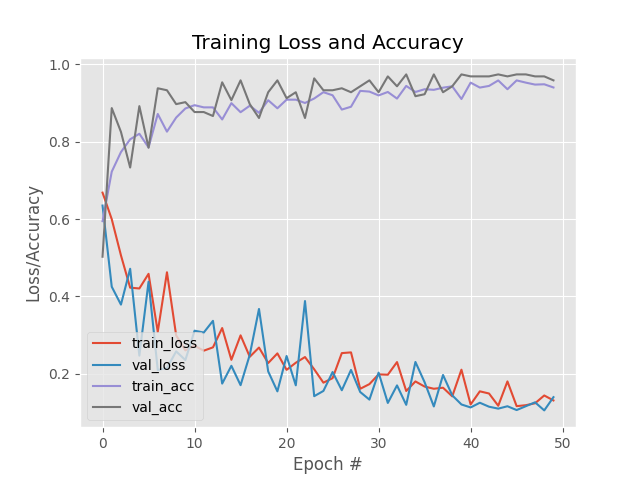 Training Loss and Accuracy
1.0
0.8
0.6
0.4
0.2
Loss/Accuracy
train_loss
val_loss
train_acc
val_acc
0 10 20 30 40 50
Epoch #